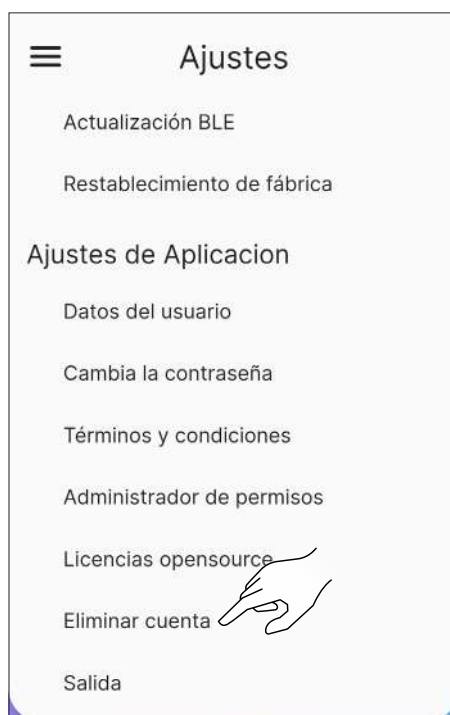 Ajustes
Actualización BLE
Restablecimiento de fábrica
Ajustes de Aplicacion
Datos del usuario
Cambia la contraseña
Términos y condiciones
Administrador de permisos
Licencias opensource
Eliminar cuenta
Salida